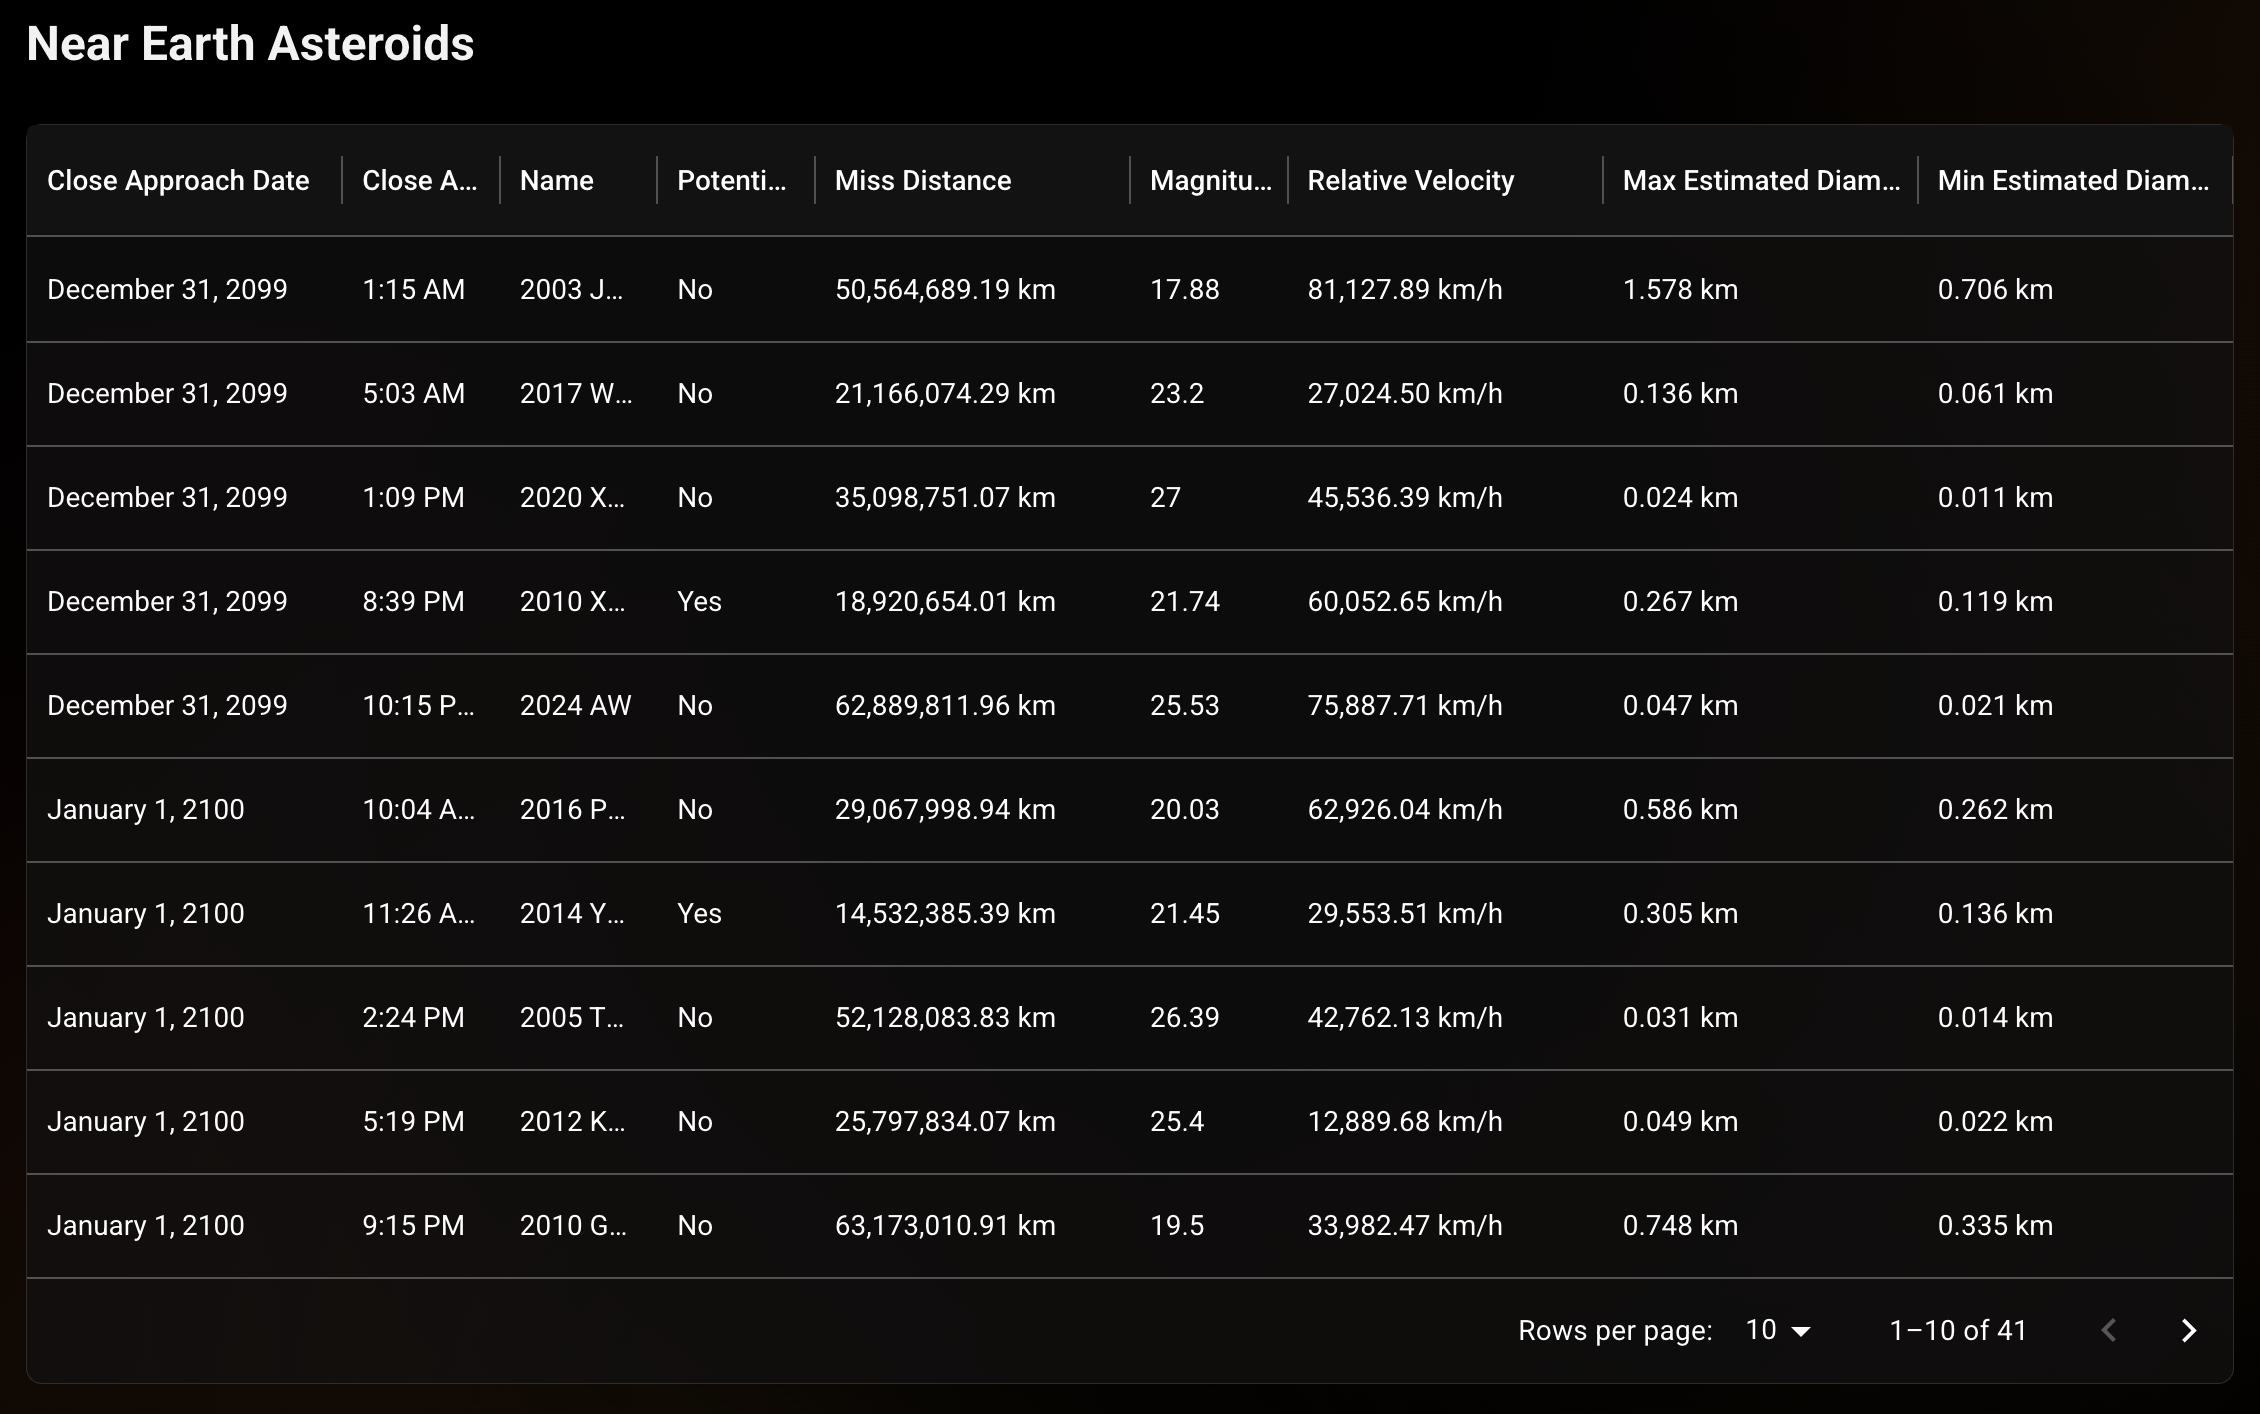 Near Earth Asteroids
Close Approach Date Close A... Name Potenti... Miss Distance Magnitu... Relative Velocity Max Estimated Diam... Min Estimated Diam...
December 31, 2099 1:15 AM 2003 J... No 50,564,689.19 km 17.88 81,127.89 km/h 1.578 km 0.706 km
December 31, 2099 5:03 AM 2017 W... No 21,166,074.29 km 23.2 27,024.50 km/h 0.136 km 0.061 km
December 31, 2099 1:09 PM 2020 X... No 35,098,751.07 km 27 45,536.39 km/h 0.024 km 0.011 km
December 31, 2099 8:39 PM 2010 X... Yes 18,920,654.01 km 21.74 60,052.65 km/h 0.267 km 0.119 km
December 31, 2099 10:15 P... 2024 AW No 62,889,811.96 km 25.53 75,887.71 km/h 0.047 km 0.021 km
January 1, 2100 10:04 A... 2016 P... No 29,067,998.94 km 20.03 62,926.04 km/h 0.586 km 0.262 km
January 1, 2100 11:26 A... 2014 Y... Yes 14,532,385.39 km 21.45 29,553.51 km/h 0.305 km 0.136 km
January 1, 2100 2:24 PM 2005 T... No 52,128,083.83 km 26.39 42,762.13 km/h 0.031 km 0.014 km
January 1, 2100 5:19 PM 2012 K... No 25,797,834.07 km 25.4 12,889.68 km/h 0.049 km 0.022 km
January 1, 2100 9:15 PM 2010 G... No 63,173,010.91 km 19.5 33,982.47 km/h 0.748 km 0.335 km
Rows per page: 10 1–10 of 41